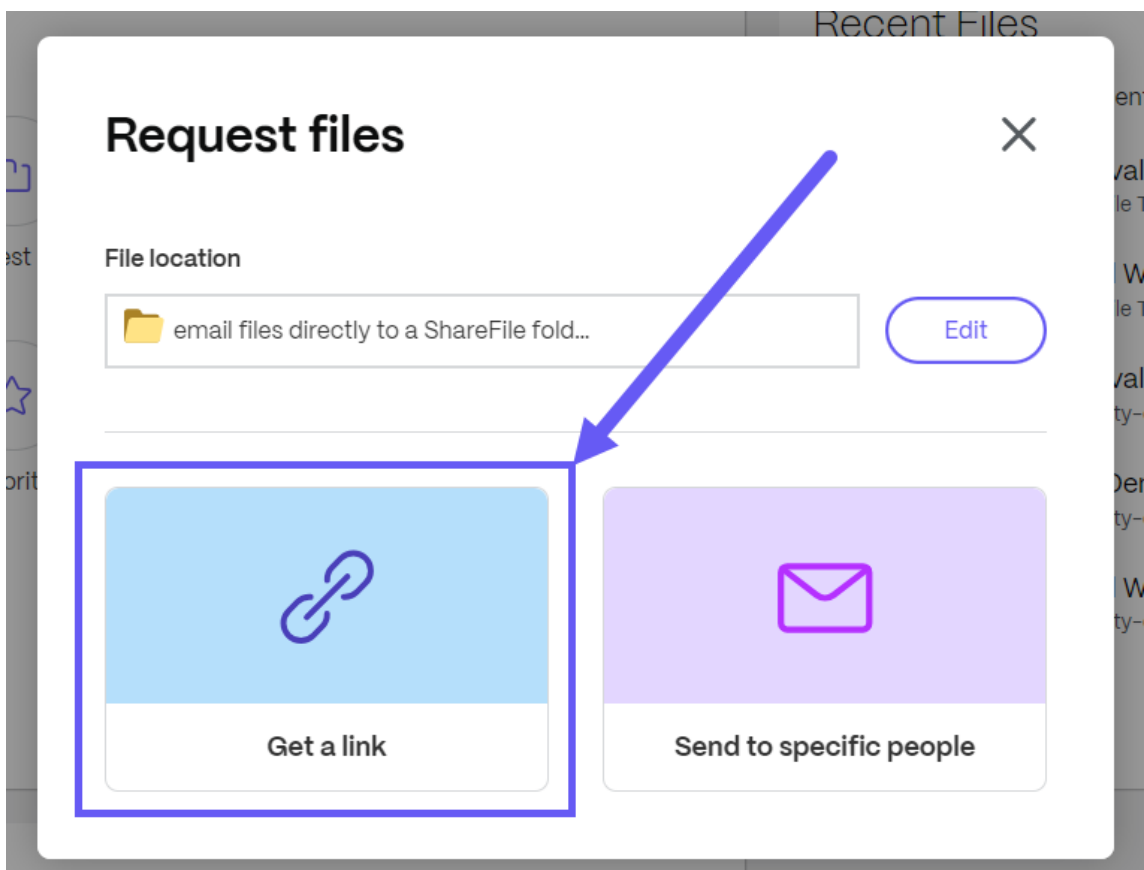 Recent Files
Request files
File location
email files directly to a ShareFile fold...
Edit
Get a link
Send to specific people